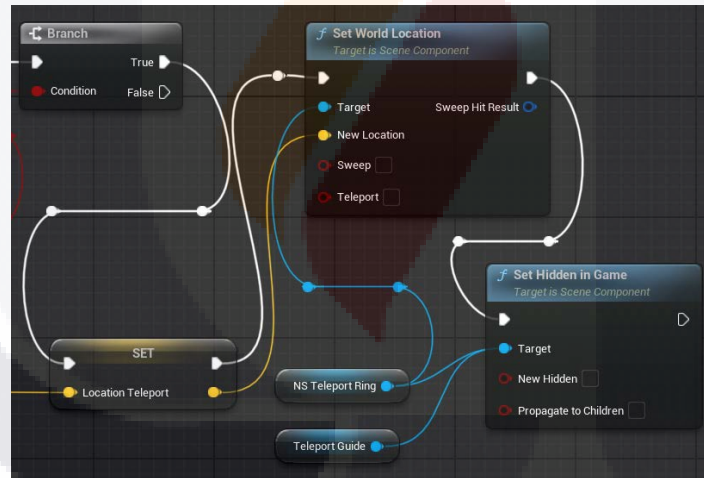 Branch
True
Condition
False
Set World Location
Target is Scene Component
Target
Sweep Hit Result
New Location
Sweep
Teleport
SET
Location Teleport
Set Hidden in Game
Target is Scene Component
Target
New Hidden
Propagate to Children
NS Teleport Ring
Teleport Guide